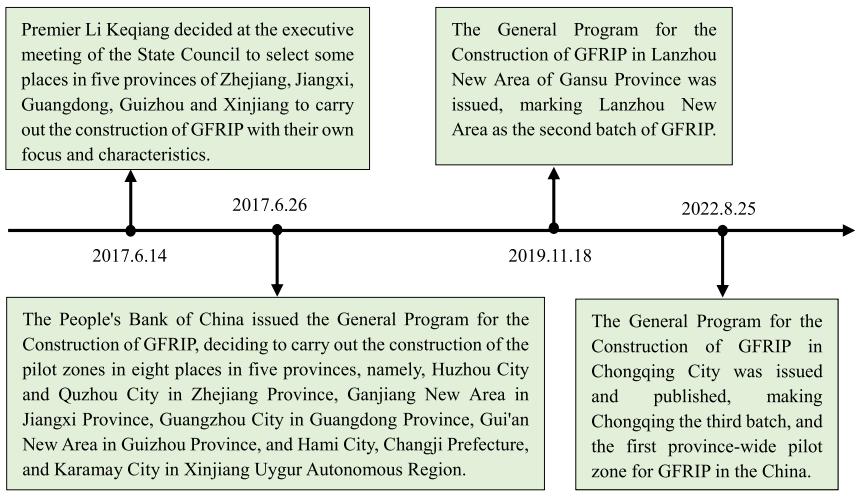 Premier Li Keqiang decided at the executive
meeting of the State Council to select some
places in five provinces of Zhejiang, Jiangxi,
Guangdong, Guizhou and Xinjiang to carry
out the construction of GFRIP with their own
focus and characteristics.
The General Program for the
Construction of GFRIP in Lanzhou
New Area of Gansu Province was
issued, marking Lanzhou New
Area as the second batch of GFRIP.
2017.6.14
2017.6.26
2019.11.18
2022.8.25
The People's Bank of China issued the General Program for the
Construction of GFRIP, deciding to carry out the construction of the
pilot zones in eight places in five provinces, namely, Huzhou City
and Quzhou City in Zhejiang Province, Ganjiang New Area in
Jiangxi Province, Guangzhou City in Guangdong Province, Gui'an
New Area in Guizhou Province, and Hami City, Changji Prefecture,
and Karamay City in Xinjiang Uygur Autonomous Region.
The General Program for the
Construction of GFRIP in
Chongqing City was issued
and published, making
Chongqing the third batch, and
the first province-wide pilot
zone for GFRIP in the China.